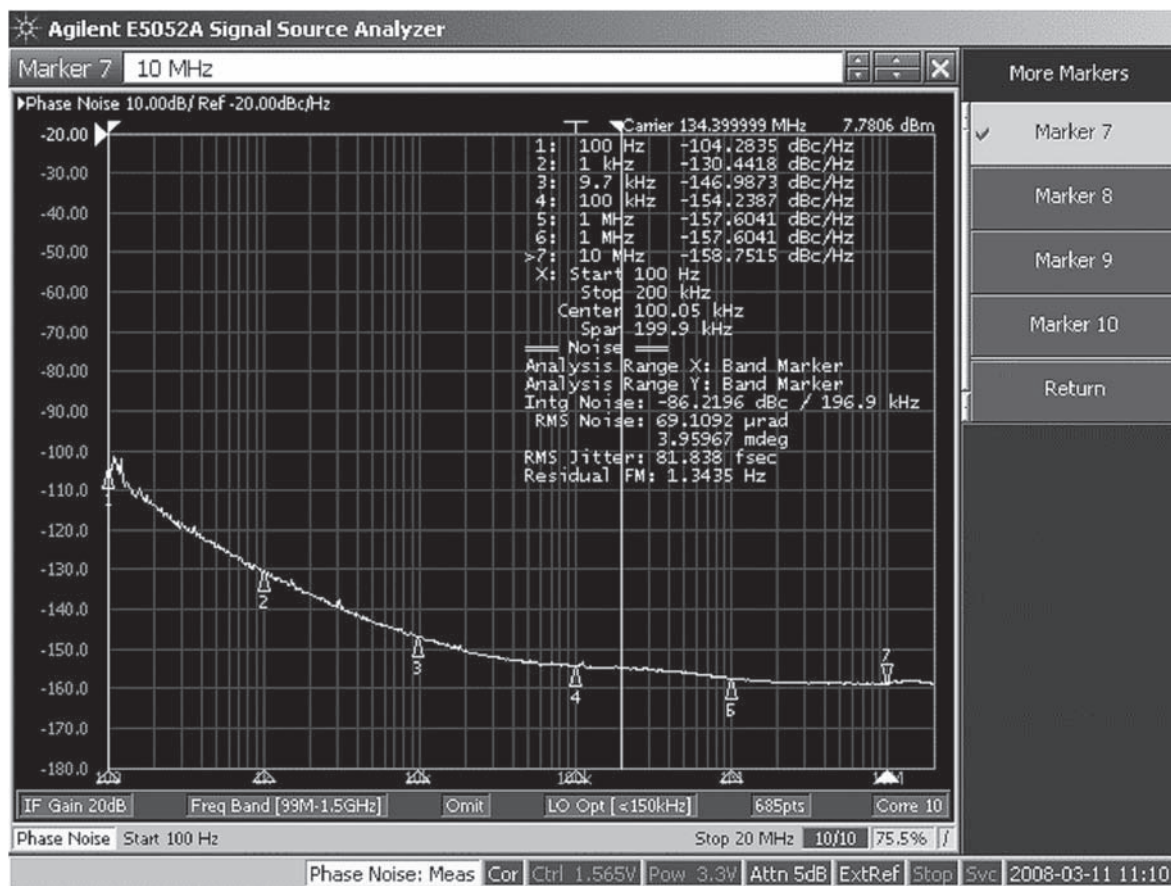 Agilent E5052A Signal Source Analyzer
Marker 7 10 MHz
More Markers
Marker 7
Marker 8
Marker 9
Marker 10
Return
Phase Noise 10.00dB/ Ref -20.00dBc/Hz
Carrier 134.399999 MHz 7.7806 dBm
1: 100 Hz -104.2835 dBc/Hz
2: 1 kHz -130.4418 dBc/Hz
3: 9.7 kHz -146.9873 dBc/Hz
4: 100 kHz -154.2387 dBc/Hz
5: 1 MHz -157.6041 dBc/Hz
6: 1 MHz -157.6041 dBc/Hz
>7: 10 MHz -158.7515 dBc/Hz
X: Start 100 Hz
Stop 200 kHz
Center 100.05 kHz
Span 199.9 kHz
=== Noise ===
Analysis Range X: Band Marker
Analysis Range Y: Band Marker
Intg Noise: -86.2196 dBc / 196.9 kHz
RMS Noise: 69.1092 µrad
3.95967 mdeg
RMS Jitter: 81.838 fsec
Residual FM: 1.3435 Hz
-20.00
-30.00
-40.00
-50.00
-60.00
-70.00
-80.00
-90.00
-100.0
-110.0
-120.0
-130.0
-140.0
-150.0
-160.0
-170.0
-180.0
1
2
3
4
6
7
10k
100k
IF Gain 20dB Freq Band [99M-1.5GHz] Omit LO Opt [<150kHz] 685pts Corre 10
Phase Noise Start 100 Hz Stop 20 MHz 10/10 75.5%
Phase Noise: Meas Cor Ctrl 1.565V Pow 3.3V Attn 5dB ExtRef Stop Svc 2008-03-11 11:10